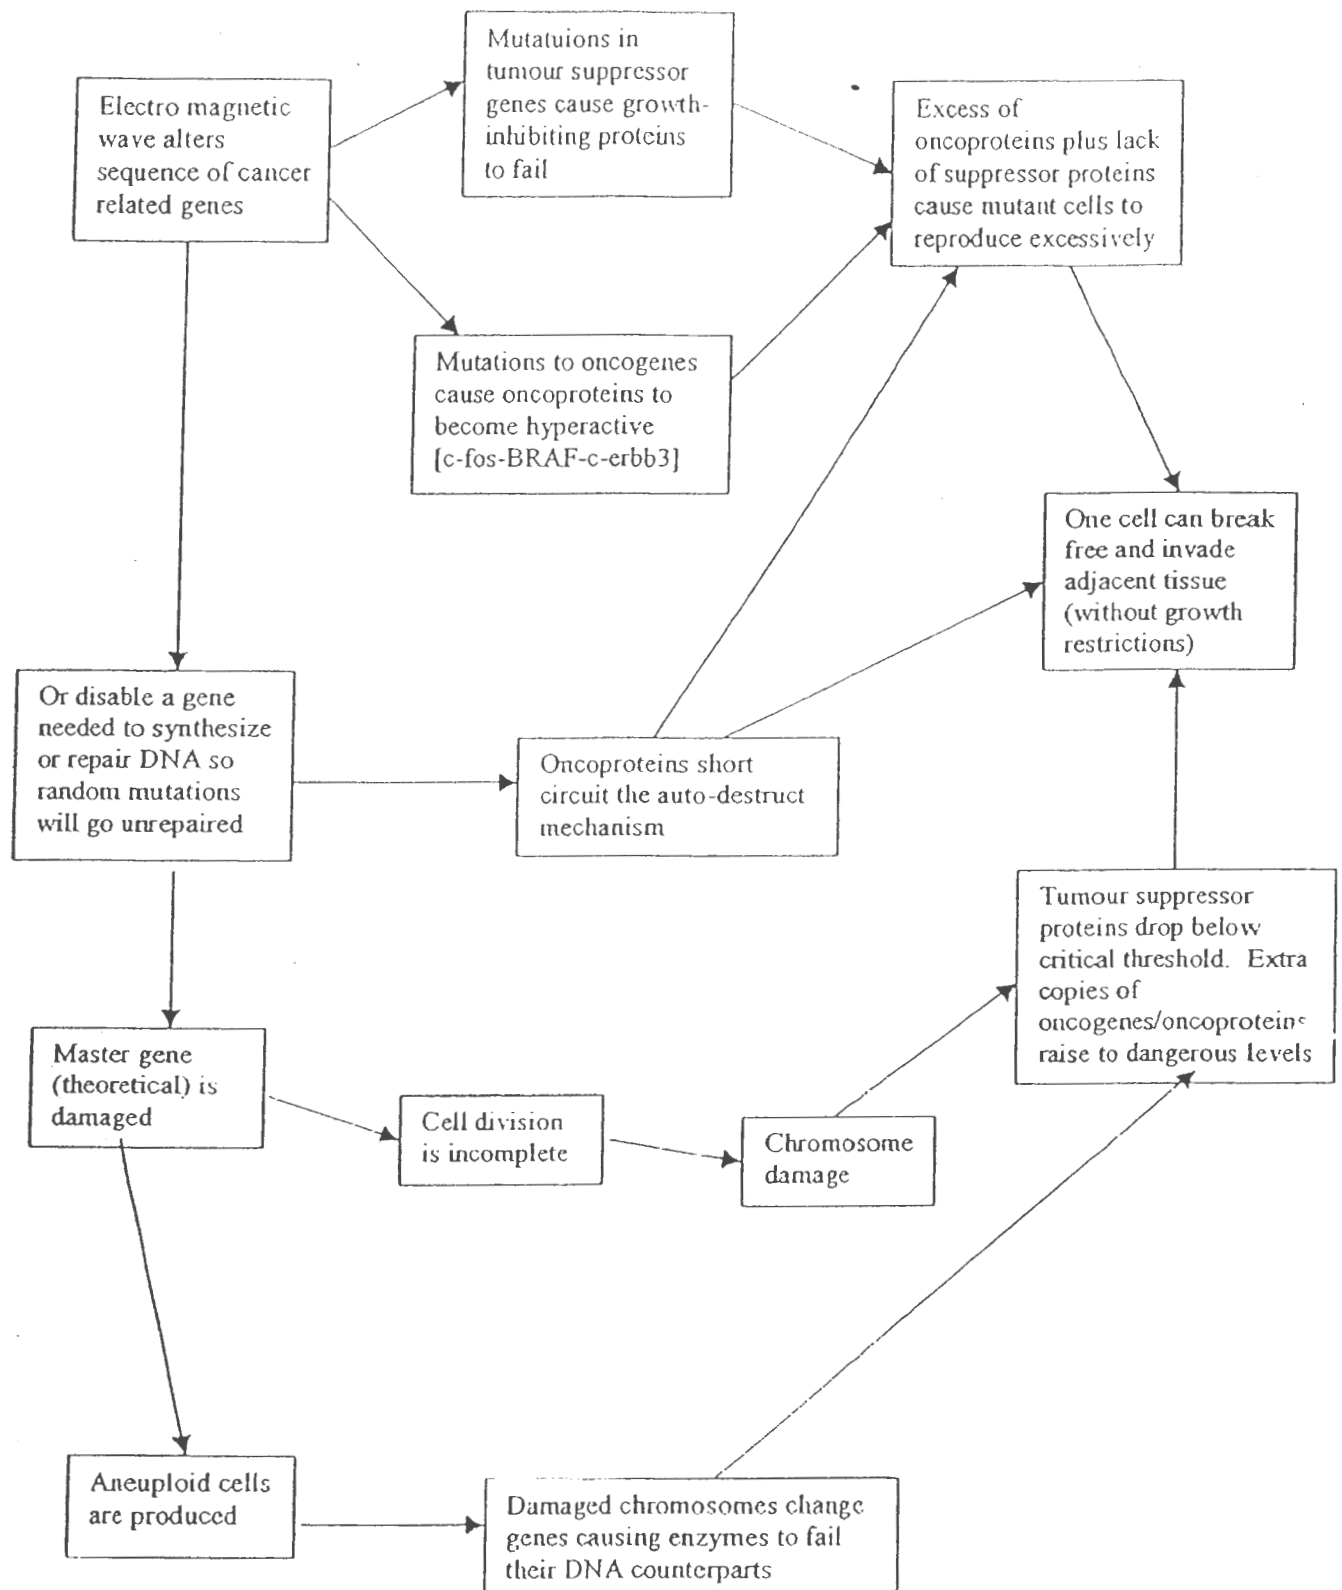 Mutatuions in
tumour suppressor
genes cause growth-
inhibiting proteins
to fail
Electro magnetic
wave alters
sequence of cancer
related genes
Excess of
oncoproteins plus lack
of suppressor proteins
cause mutant cells to
reproduce excessively
Mutations to oncogenes
cause oncoproteins to
become hyperactive
[c-fos-BRAF-c-erbb3]
One cell can break
free and invade
adjacent tissue
(without growth
restrictions)
Or disable a gene
needed to synthesize
or repair DNA so
random mutations
will go unrepaired
Oncoproteins short
circuit the auto-destruct
mechanism
Tumour suppressor
proteins drop below
critical threshold. Extra
copies of
oncogenes/oncoproteins
raise to dangerous levels
Master gene
(theoretical) is
damaged
Cell division
is incomplete
Chromosome
damage
Aneuploid cells
are produced
Damaged chromosomes change
genes causing enzymes to fail
their DNA counterparts